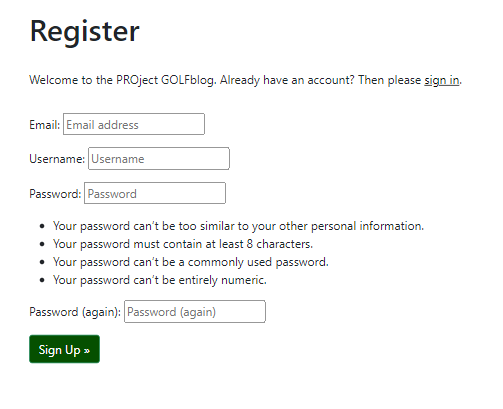 Register
Welcome to the PROject GOLFblog. Already have an account? Then please sign in.
Email: Email address
Username: Username
Password: Password
• Your password can't be too similar to your other personal information.
• Your password must contain at least 8 characters.
• Your password can't be a commonly used password.
• Your password can't be entirely numeric.
Password (again): Password (again)
Sign Up »